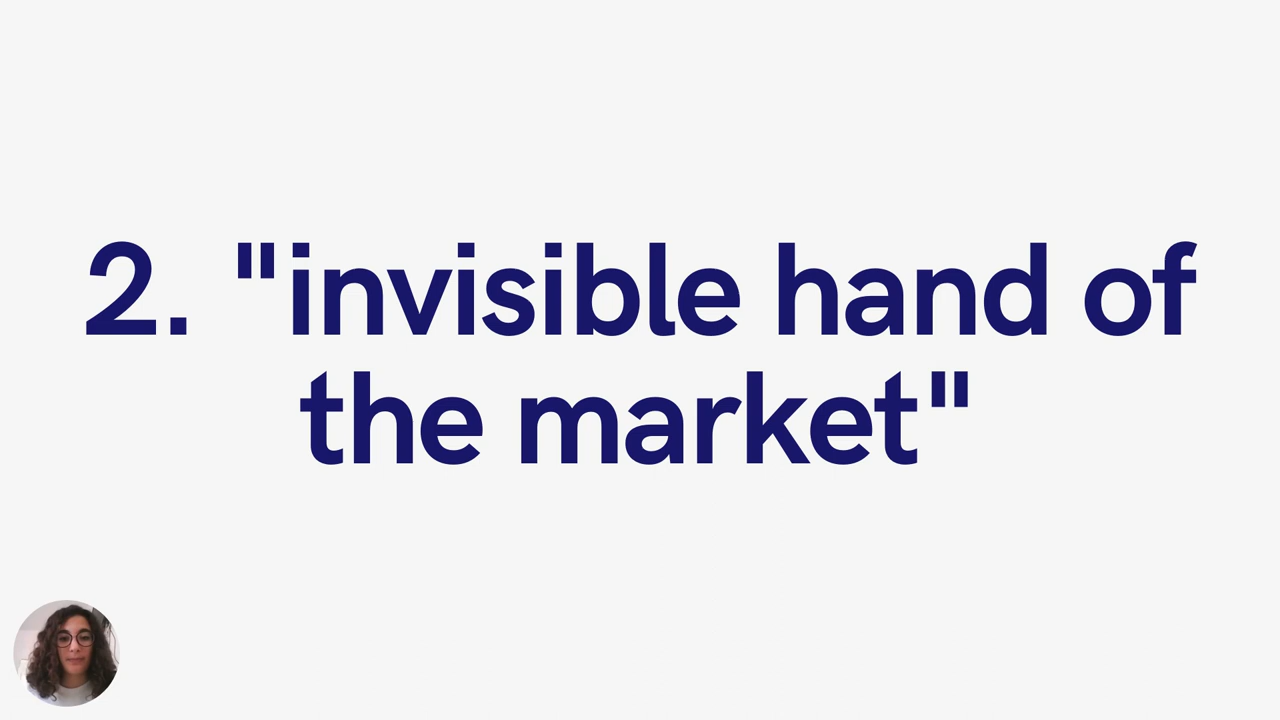 2. "invisible hand of
the market"